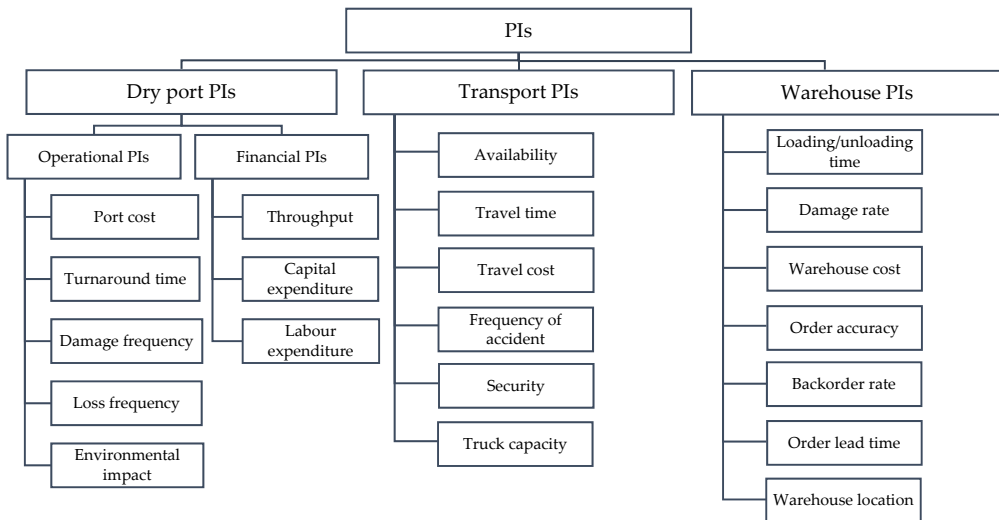 PIs
Dry port PIs
Transport PIs
Warehouse PIs
Operational PIs
Financial PIs
Port cost
Turnaround time
Damage frequency
Loss frequency
Environmental
impact
Throughput
Capital
expenditure
Labour
expenditure
Availability
Travel time
Travel cost
Frequency of
accident
Security
Truck capacity
Loading/unloading
time
Damage rate
Warehouse cost
Order accuracy
Backorder rate
Order lead time
Warehouse location